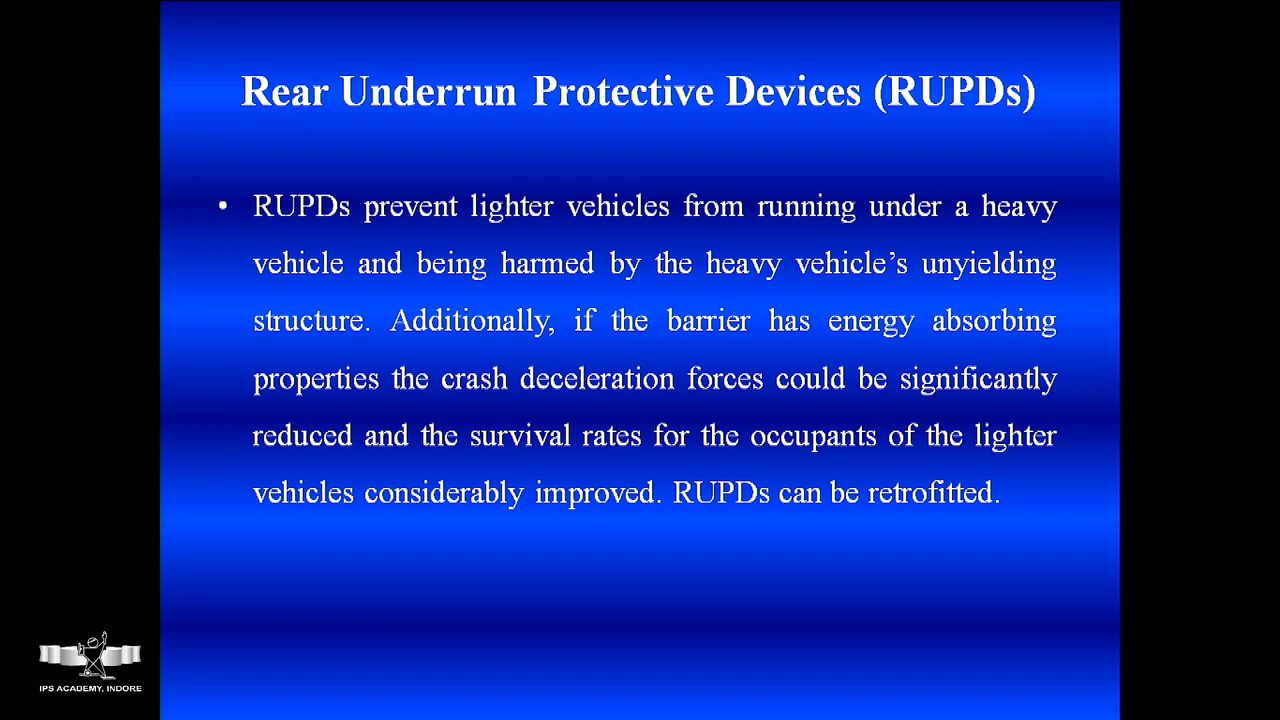 Rear Underrun Protective Devices (RUPDs)
• RUPDs prevent lighter vehicles from running under a heavy
vehicle and being harmed by the heavy vehicle’s unyielding
structure. Additionally, if the barrier has energy absorbing
properties the crash deceleration forces could be significantly
reduced and the survival rates for the occupants of the lighter
vehicles considerably improved. RUPDs can be retrofitted.
IPS ACADEMY, INDORE